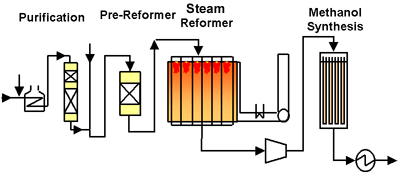 Purification
Pre-Reformer
Steam
Reformer
Methanol
Synthesis